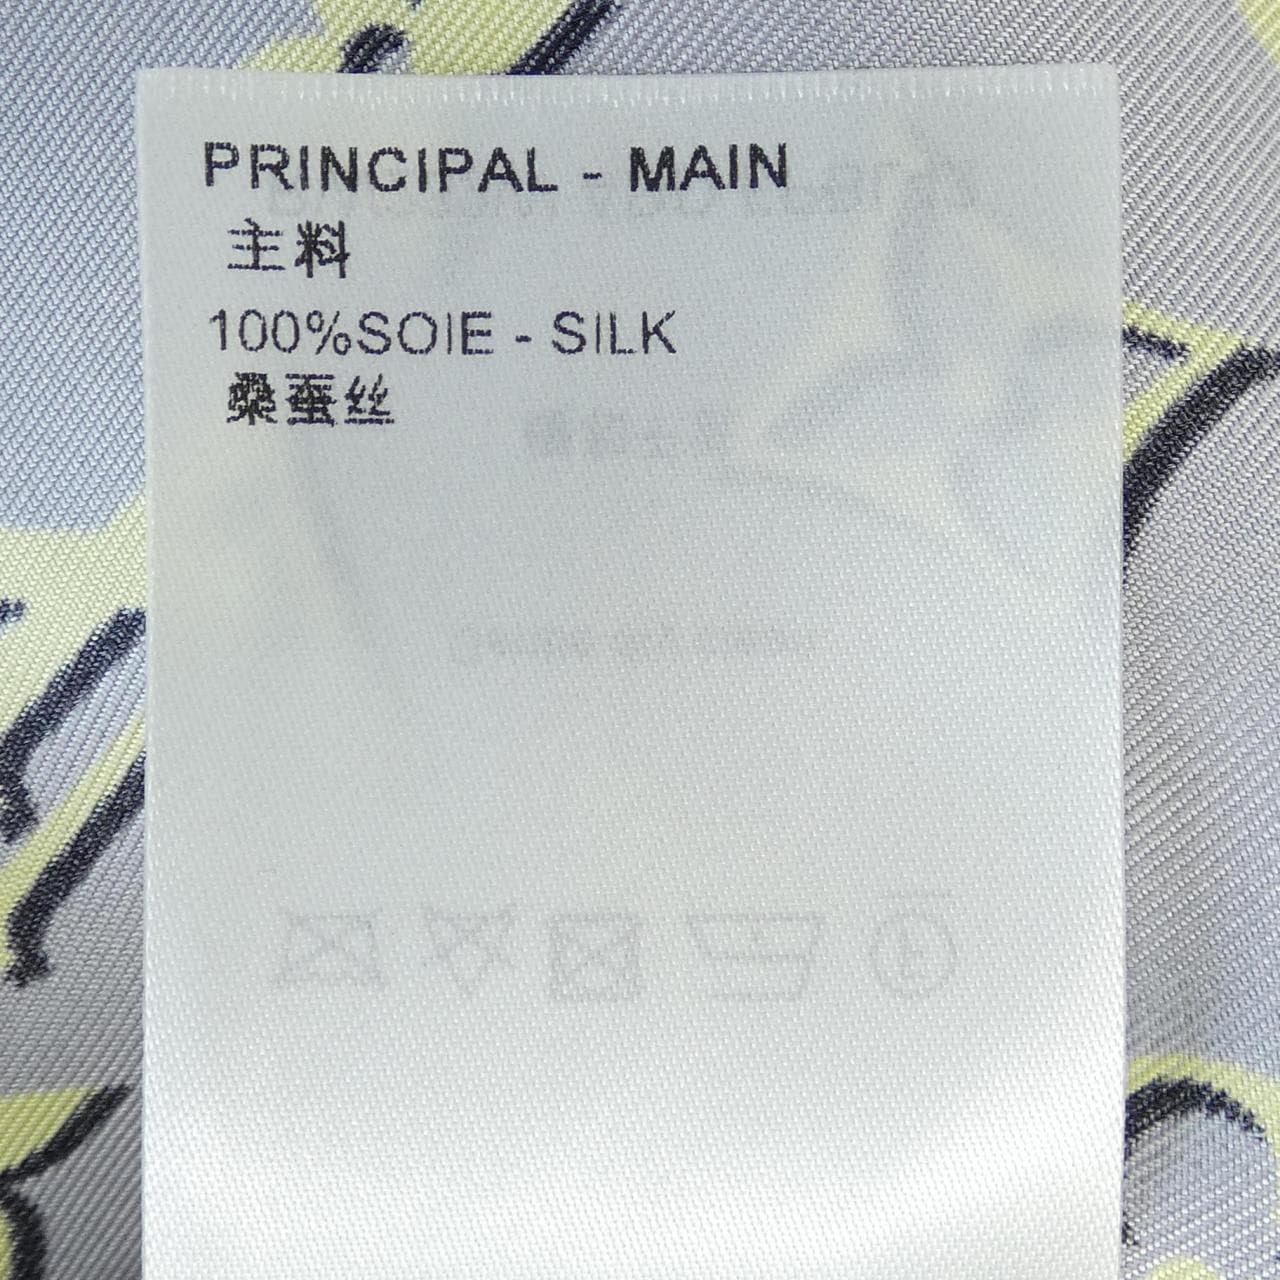 PRINCIPAL - MAIN
主料
100%SOIE - SILK
桑蚕丝